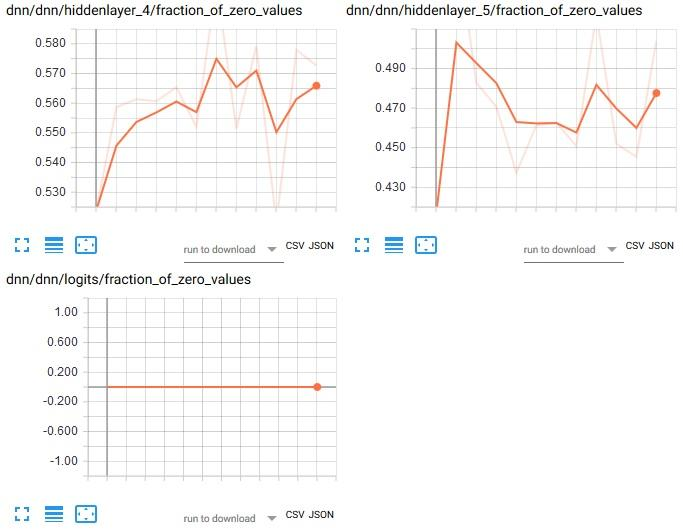 dnn/dnn/hiddenlayer_4/fraction_of_zero_values
0.580
0.570
0.560
0.550
0.540
0.530
run to download CSV JSON
dnn/dnn/hiddenlayer_5/fraction_of_zero_values
0.490
0.470
0.450
0.430
run to download CSV JSON
dnn/dnn/logits/fraction_of_zero_values
1.00
0.600
0.200
-0.200
-0.600
-1.00
run to download CSV JSON